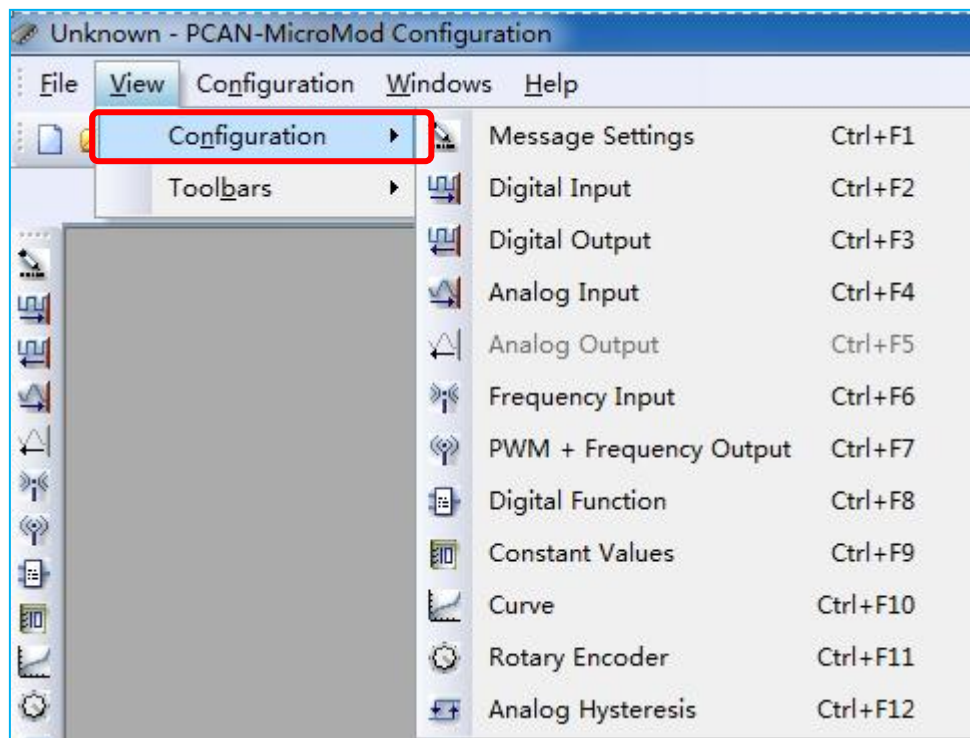 Unknown - PCAN-MicroMod Configuration
File View Configuration Windows Help
Configuration
Toolbars
Message Settings Ctrl+F1
Digital Input Ctrl+F2
Digital Output Ctrl+F3
Analog Input Ctrl+F4
Analog Output Ctrl+F5
Frequency Input Ctrl+F6
PWM + Frequency Output Ctrl+F7
Digital Function Ctrl+F8
Constant Values Ctrl+F9
Curve Ctrl+F10
Rotary Encoder Ctrl+F11
Analog Hysteresis Ctrl+F12